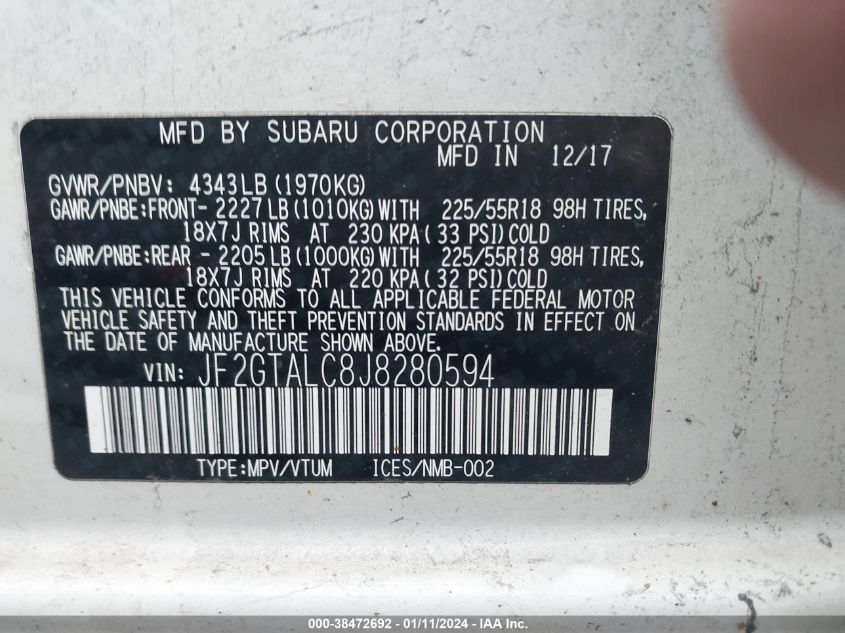 MFD BY SUBARU CORPORATION
MFD IN 12/17
GVWR/PNBV: 4343LB (1970KG)
GAWR/PNBE:FRONT- 2227LB(1010KG)WITH 225/55R18 98H TIRES,
18X7J RIMS AT 230 KPA( 33 PSI)COLD
GAWR/PNBE:REAR - 2205LB(1000KG)WITH 225/55R18 98H TIRES,
18X7J RIMS AT 220 KPA( 32 PSI)COLD
THIS VEHICLE CONFORMS TO ALL APPLICABLE FEDERAL MOTOR
VEHICLE SAFETY AND THEFT PREVENTION STANDARDS IN EFFECT ON
THE DATE OF MANUFACTURE SHOWN ABOVE.
VIN: JF2GTALC8J8280594
TYPE:MPV/VTUM ICES/NMB-002
000-38472692 - 01/11/2024 - IAA Inc.